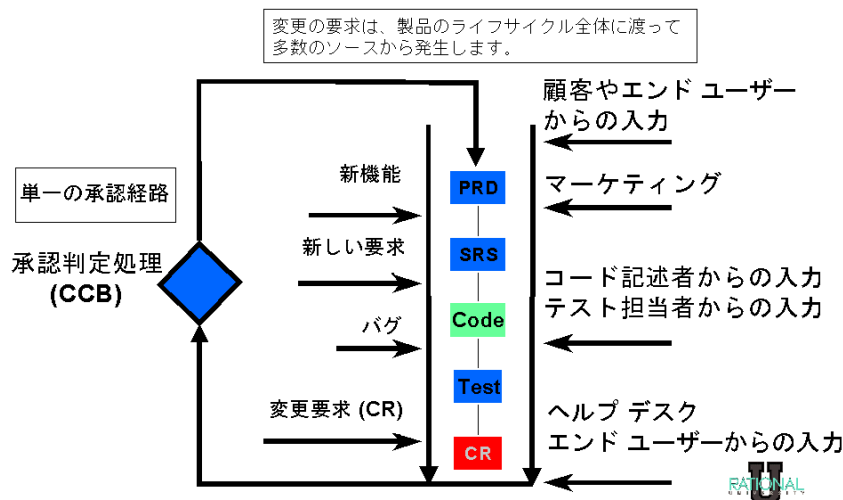 変更の要求は、製品のライフサイクル全体に渡って
多数のソースから発生します。
顧客やエンド ユーザー
からの入力
単一の承認経路
新機能
PRD
マーケティング
承認判定処理
(CCB)
新しい要求
SRS
コード記述者からの入力
テスト担当者からの入力
バグ
Code
Test
変更要求 (CR)
CR
ヘルプ デスク
エンド ユーザーからの入力
U
RATIONAL
UNIVERSITY